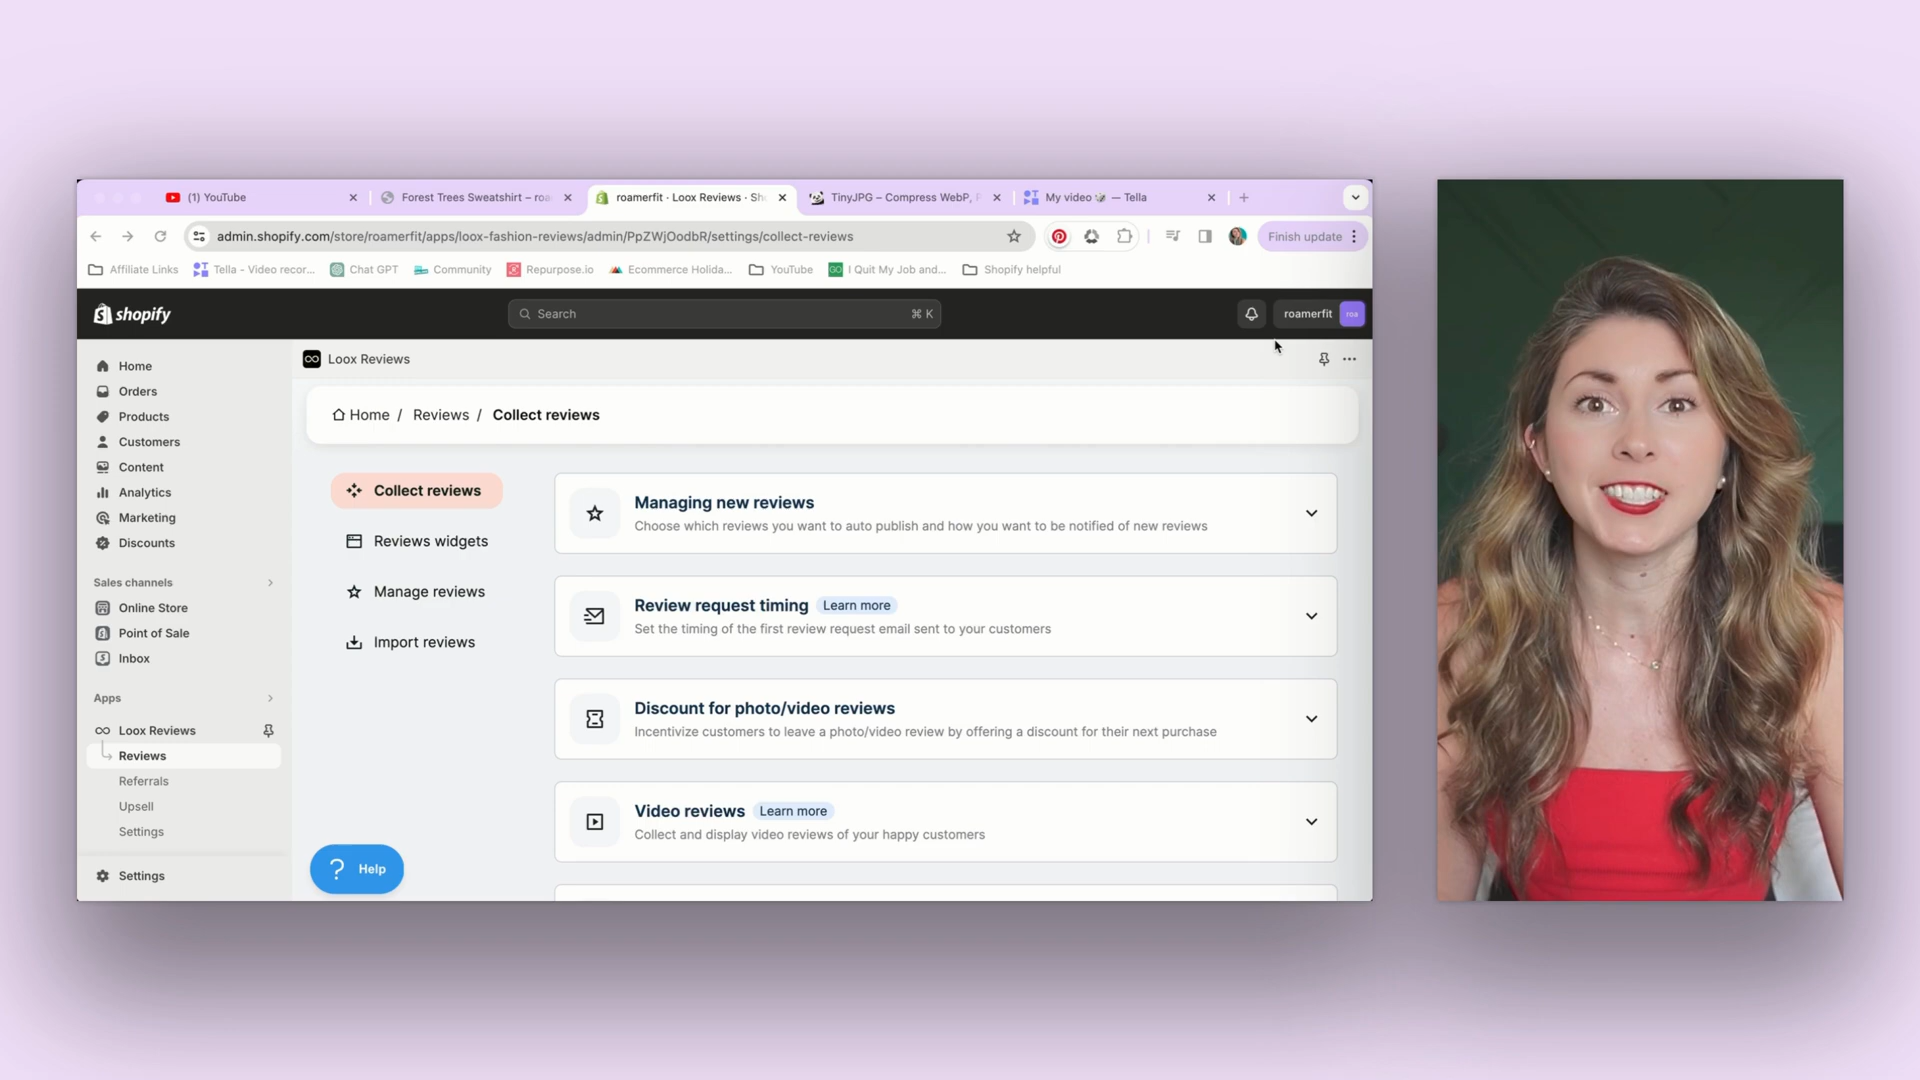 (1) YouTube
Forest Trees Sweatshirt – roa
roamerfit · Loox Reviews · Sh
TinyJPG – Compress WebP, P
My video — Tella
admin.shopify.com/store/roamerfit/apps/loox-fashion-reviews/admin/PpZWjOodbR/settings/collect-reviews
Finish update
Affiliate Links
Tella - Video recor...
Chat GPT
Community
Repurpose.io
Ecommerce Holida...
YouTube
I Quit My Job and...
Shopify helpful
shopify
Search
⌘ K
roamerfit
roa
Home
Orders
Products
Customers
Content
Analytics
Marketing
Discounts
Sales channels
Online Store
Point of Sale
Inbox
Apps
Loox Reviews
Reviews
Referrals
Upsell
Settings
Settings
Loox Reviews
Home / Reviews / Collect reviews
Collect reviews
Reviews widgets
Manage reviews
Import reviews
Managing new reviews
Choose which reviews you want to auto publish and how you want to be notified of new reviews
Review request timing Learn more
Set the timing of the first review request email sent to your customers
Discount for photo/video reviews
Incentivize customers to leave a photo/video review by offering a discount for their next purchase
Video reviews Learn more
Collect and display video reviews of your happy customers
? Help